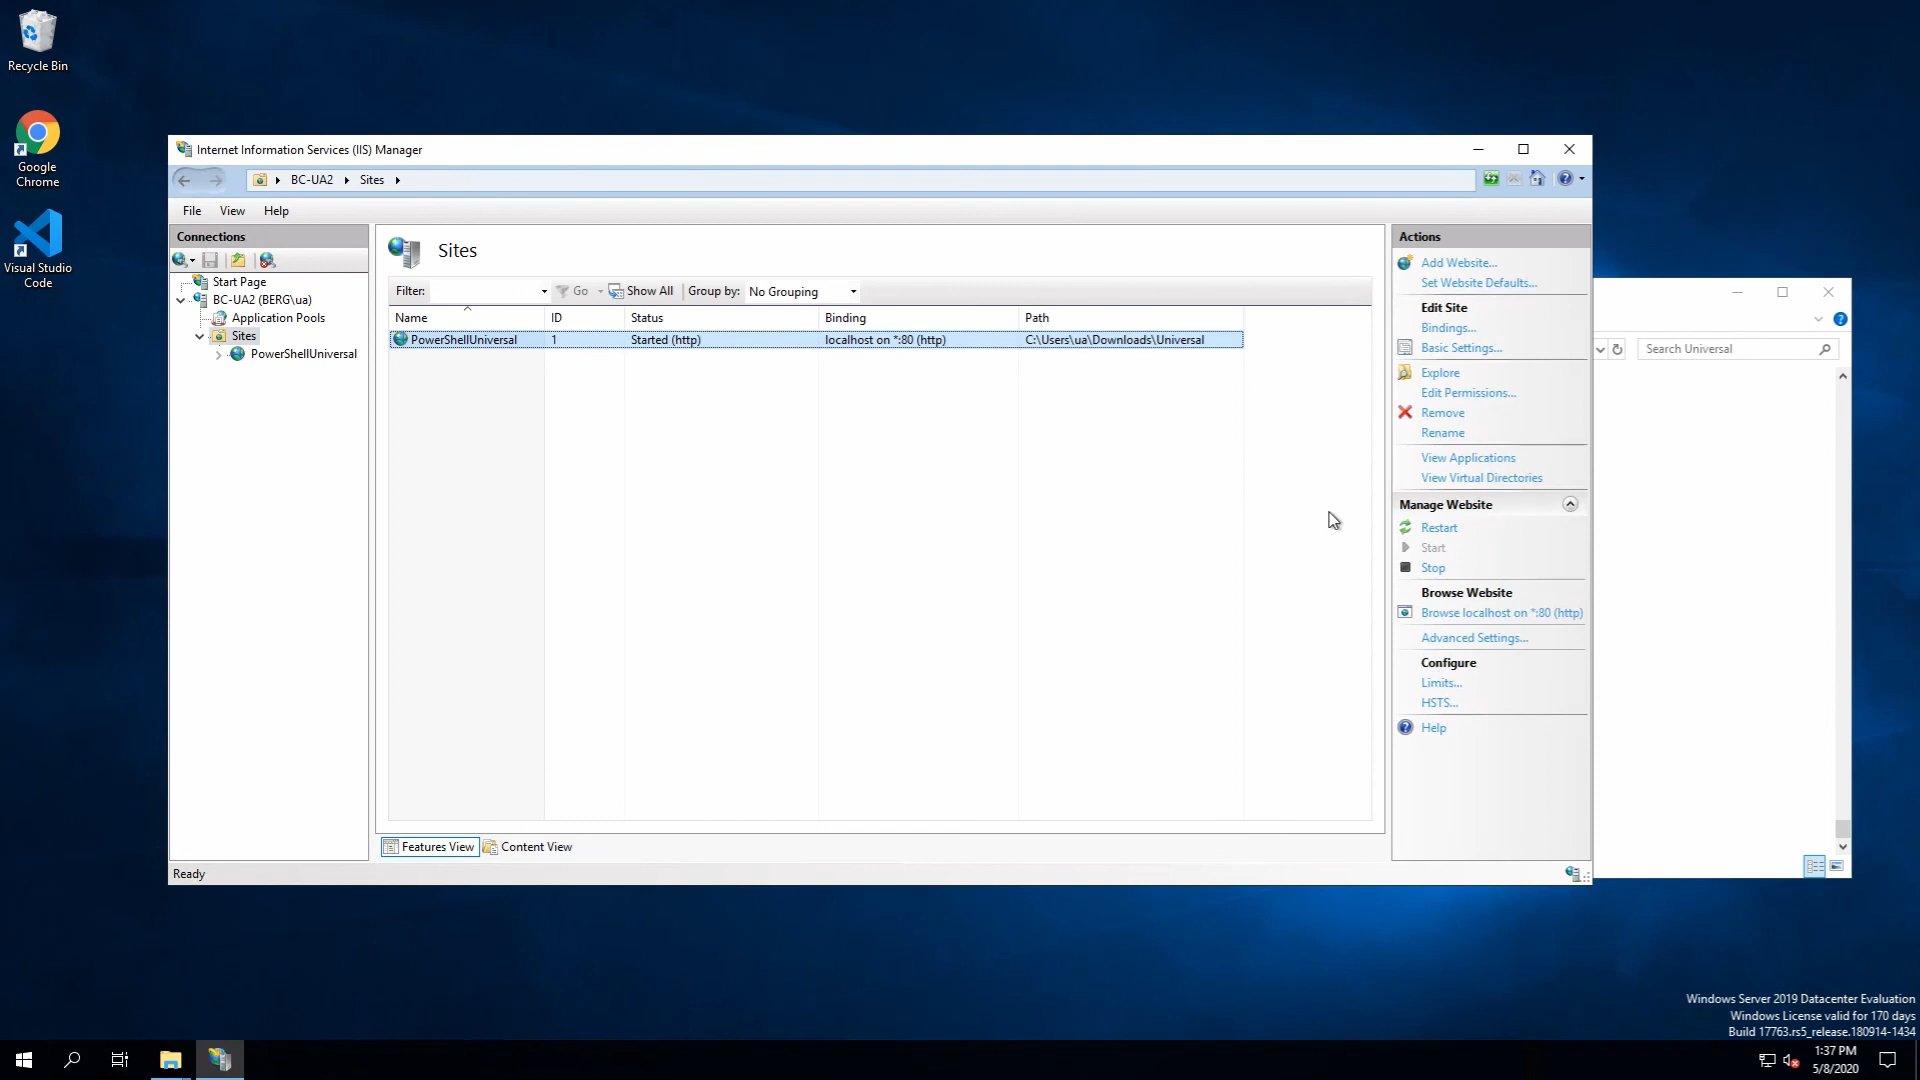 Recycle Bin
Google
Chrome
Visual Studio
Code
Internet Information Services (IIS) Manager
BC-UA2
Sites
File
View
Help
Connections
Start Page
BC-UA2 (BERG\ua)
Application Pools
Sites
PowerShellUniversal
Sites
Filter:
Go
Show All
Group by:
No Grouping
Name
ID
Status
Binding
Path
PowerShellUniversal
1
Started (http)
localhost on *:80 (http)
C:\Users\ua\Downloads\Universal
Features View
Content View
Ready
Actions
Add Website...
Set Website Defaults...
Edit Site
Bindings...
Basic Settings...
Explore
Edit Permissions...
Remove
Rename
View Applications
View Virtual Directories
Manage Website
Restart
Start
Stop
Browse Website
Browse localhost on *:80 (http)
Advanced Settings...
Configure
Limits...
HSTS...
Help
Search Universal
Windows Server 2019 Datacenter Evaluation
Windows License valid for 170 days
Build 17763.rs5_release.180914-1434
1:37 PM
5/8/2020